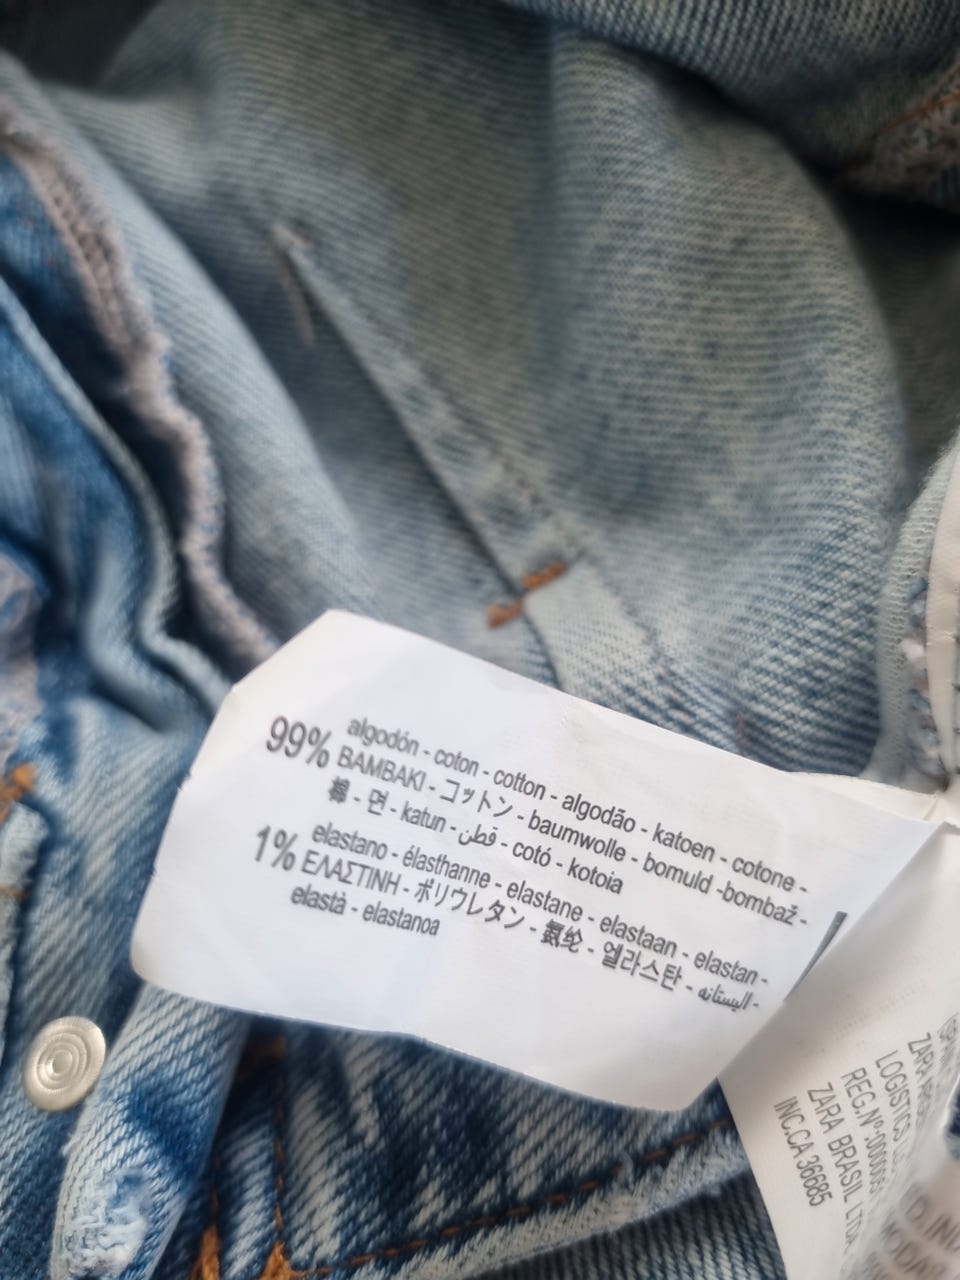 99% algodón - coton - cotton - algodão - katoen - cotone -
BAMBAKI - コットン - baumwolle - bomuld -bombaž -
棉 - 면 - katun - قطن - cotó - kotoia
1% elastano - élasthanne - elastane - elastaan - elastan -
ΕΛΑΣΤΙΝΗ - ポリウレタン - 氨纶 - 엘라스탄 - اليستانه -
elastà - elastanoa
ZARA
LOGISTICS
REG.Nº:000005
ZARA BRASIL LTDA
INC.CA 36685